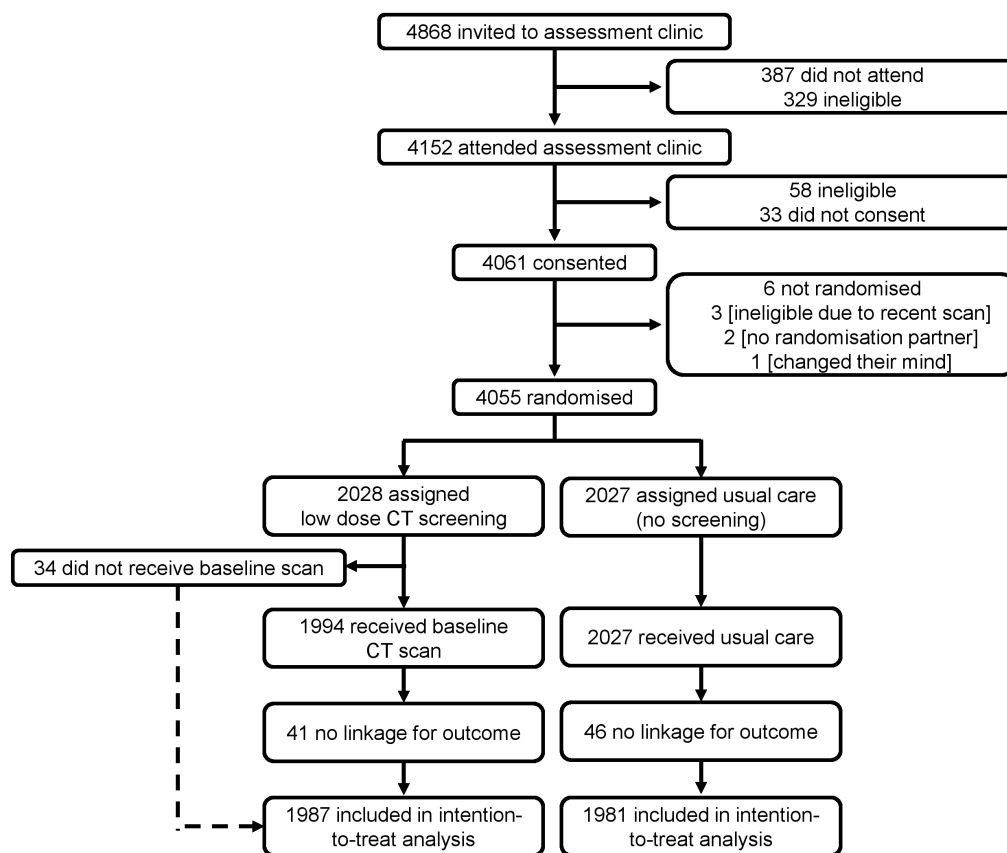 4868 invited to assessment clinic
387 did not attend
329 ineligible
4152 attended assessment clinic
58 ineligible
33 did not consent
4061 consented
6 not randomised
3 [ineligible due to recent scan]
2 [no randomisation partner]
1 [changed their mind]
4055 randomised
2028 assigned
low dose CT screening
2027 assigned usual care
(no screening)
34 did not receive baseline scan
1994 received baseline
CT scan
2027 received usual care
41 no linkage for outcome
46 no linkage for outcome
1987 included in intention-
to-treat analysis
1981 included in intention-
to-treat analysis